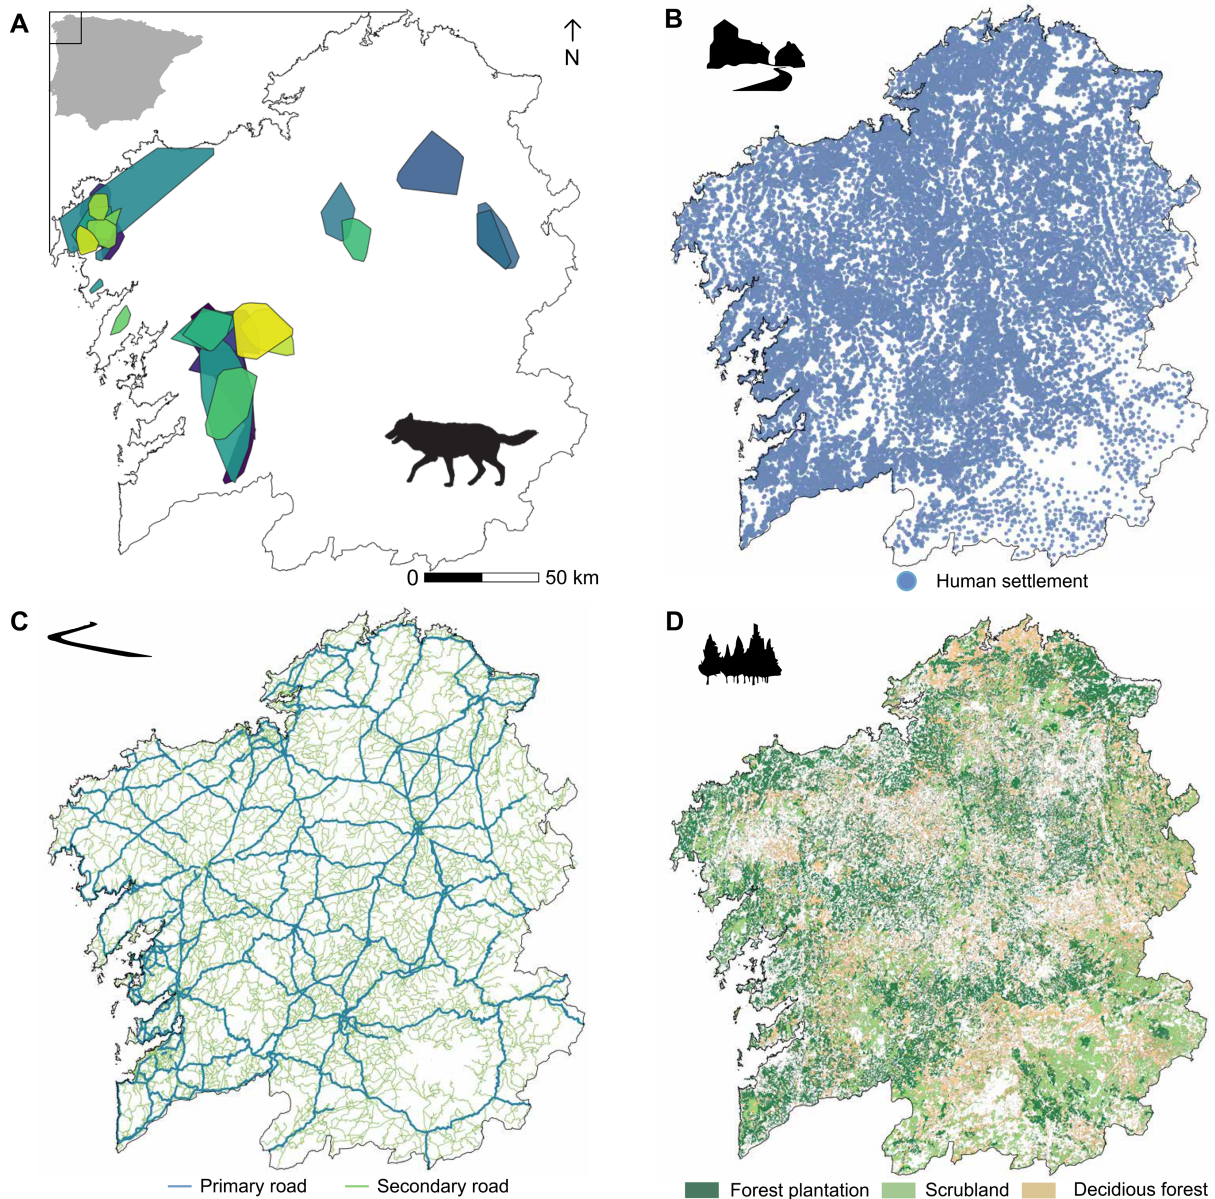 A
N
0 50 km
B
Human settlement
C
Primary road Secondary road
D
Forest plantation Scrubland Decidious forest